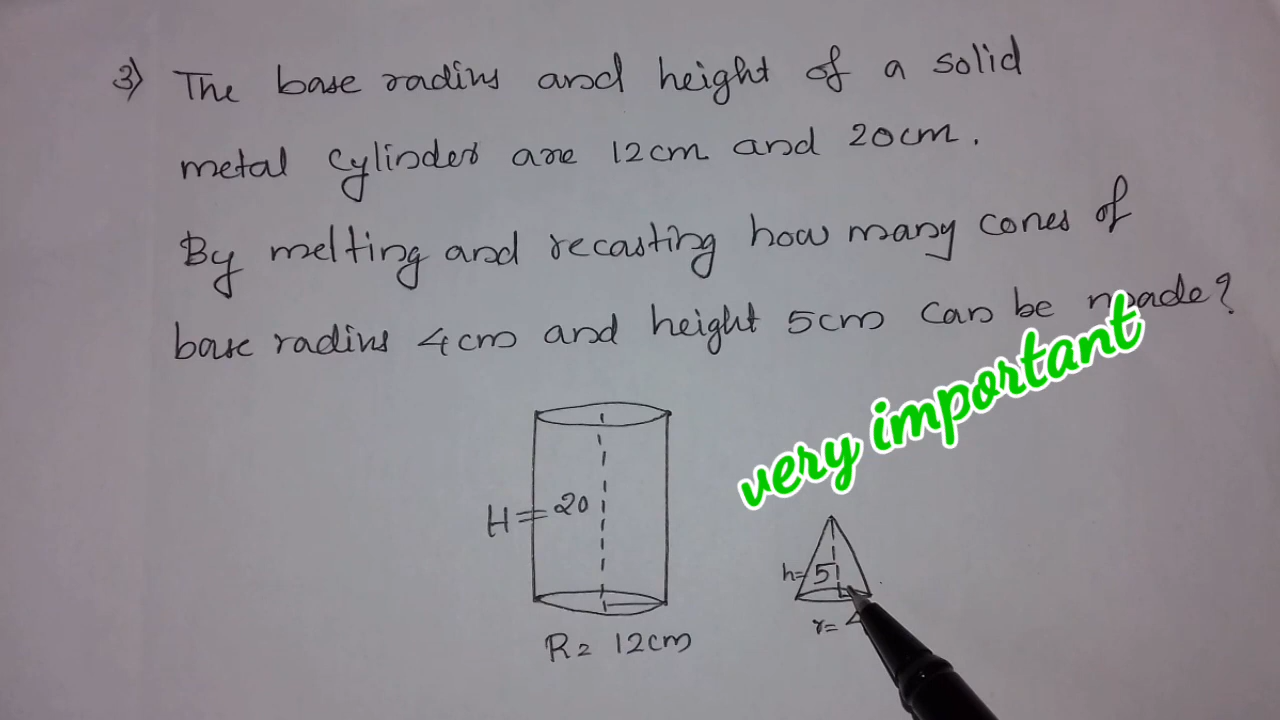 3) The base radius and height of a solid
metal cylinder are 12cm and 20cm.
By melting and recasting how many cones of
base radius 4cm and height 5cm can be made?
very important
H = 20
h= 5
r= 4
R= 12cm